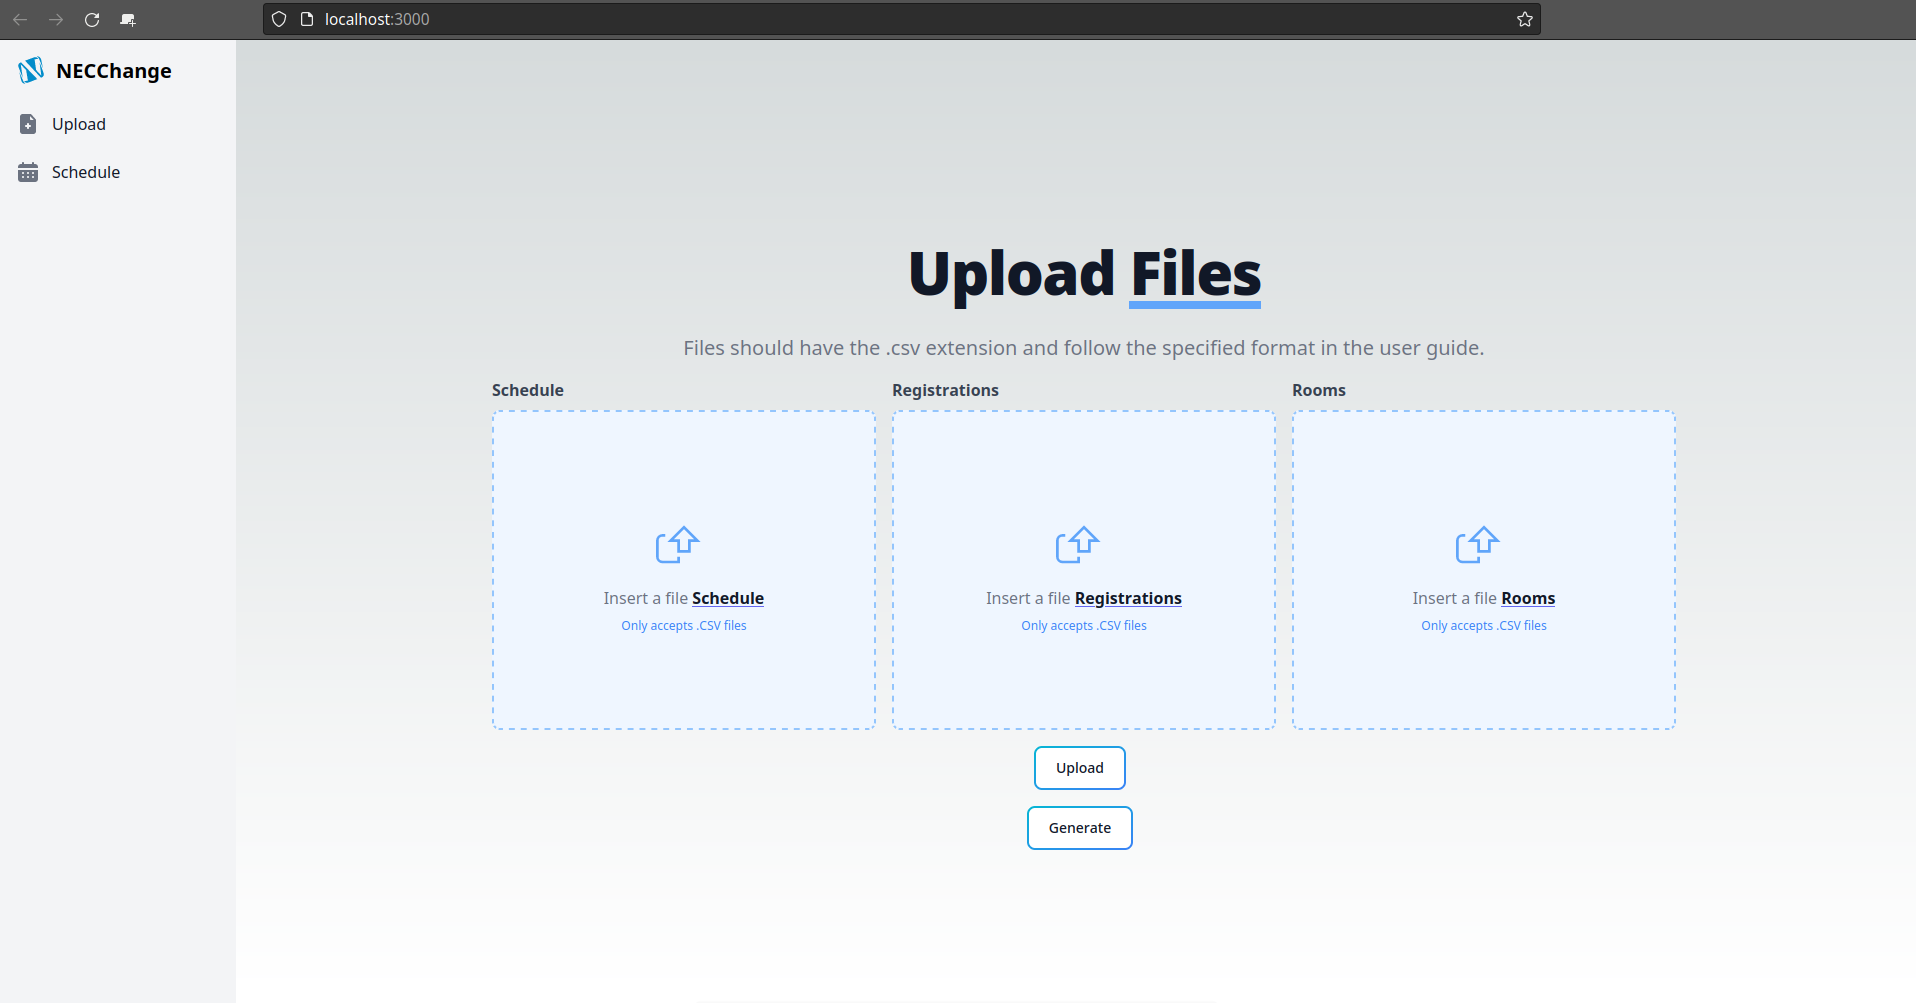 localhost:3000
NECChange
Upload
Schedule
Upload Files
Files should have the .csv extension and follow the specified format in the user guide.
Schedule
Registrations
Rooms
Insert a file Schedule
Only accepts .CSV files
Insert a file Registrations
Only accepts .CSV files
Insert a file Rooms
Only accepts .CSV files
Upload
Generate